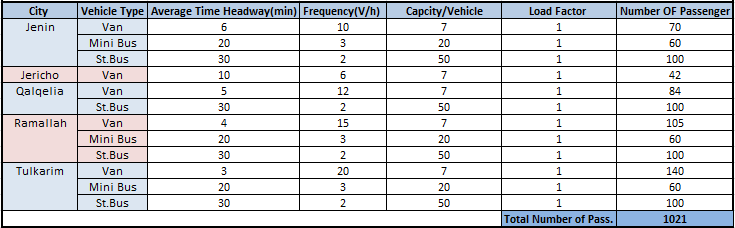 City Vehicle Type Average Time Headway(min) Frequency(V/h) Capcity/Vehicle Load Factor Number OF Passenger
Jenin Van 6 10 7 1 70
Mini Bus 20 3 20 1 60
St.Bus 30 2 50 1 100
Jericho Van 10 6 7 1 42
Qalqelia Van 5 12 7 1 84
St.Bus 30 2 50 1 100
Ramallah Van 4 15 7 1 105
Mini Bus 20 3 20 1 60
St.Bus 30 2 50 1 100
Tulkarim Van 3 20 7 1 140
Mini Bus 20 3 20 1 60
St.Bus 30 2 50 1 100
Total Number of Pass. 1021